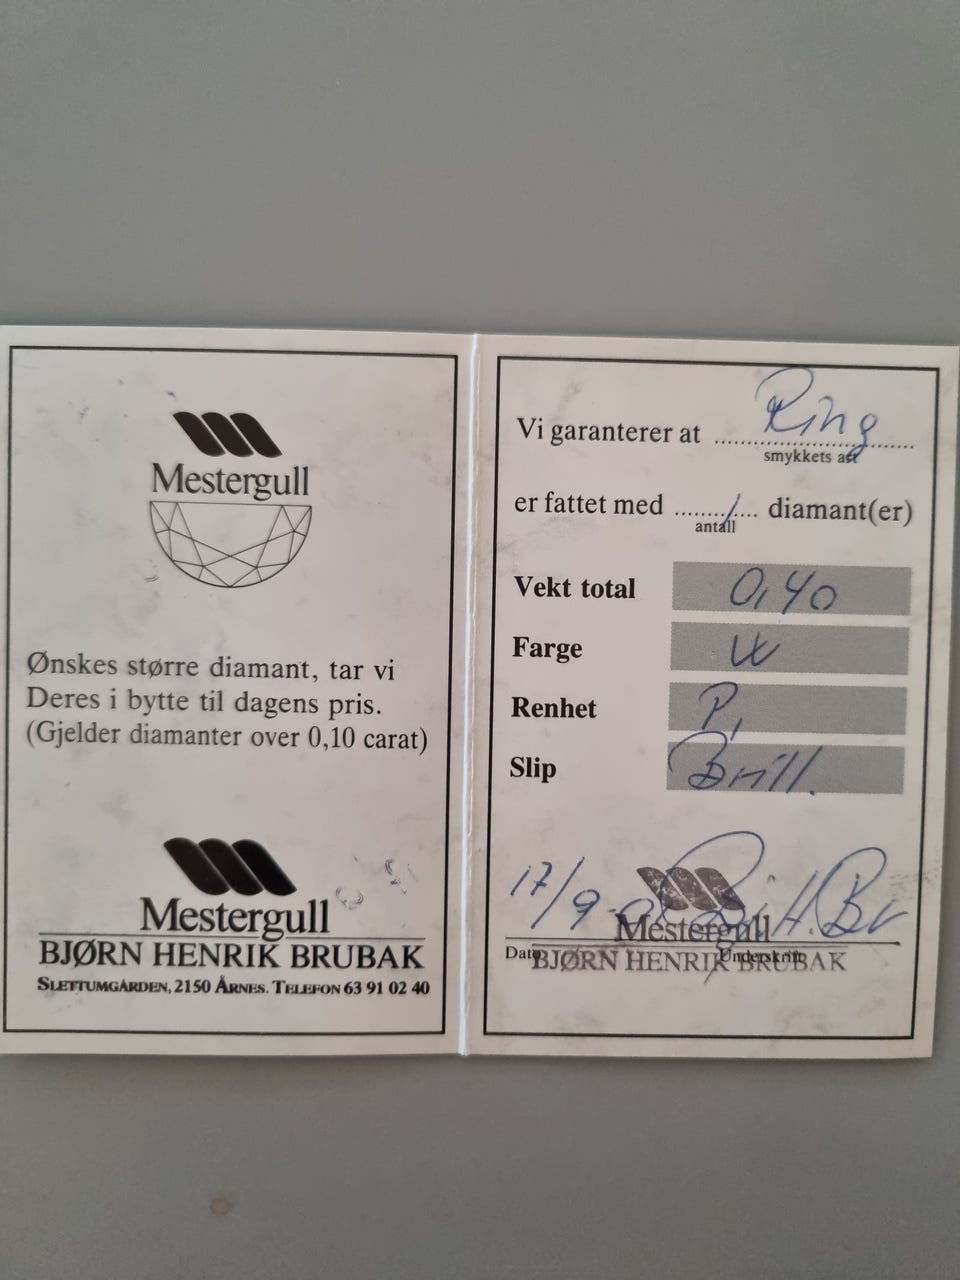 Mestergull
Ønskes større diamant, tar vi
Deres i bytte til dagens pris.
(Gjelder diamanter over 0,10 carat)
Mestergull
BJØRN HENRIK BRUBAK
SLETTUMGÅRDEN, 2150 ÅRNES. TELEFON 63 91 02 40
Vi garanterer at Ring
smykkets art
er fattet med 1 diamant(er)
antall
Vekt total 0,40
Farge W
Renhet P1
Slip Brill.
17/9
Mestergull
Dato Underskrift
BJØRN HENRIK BRUBAK